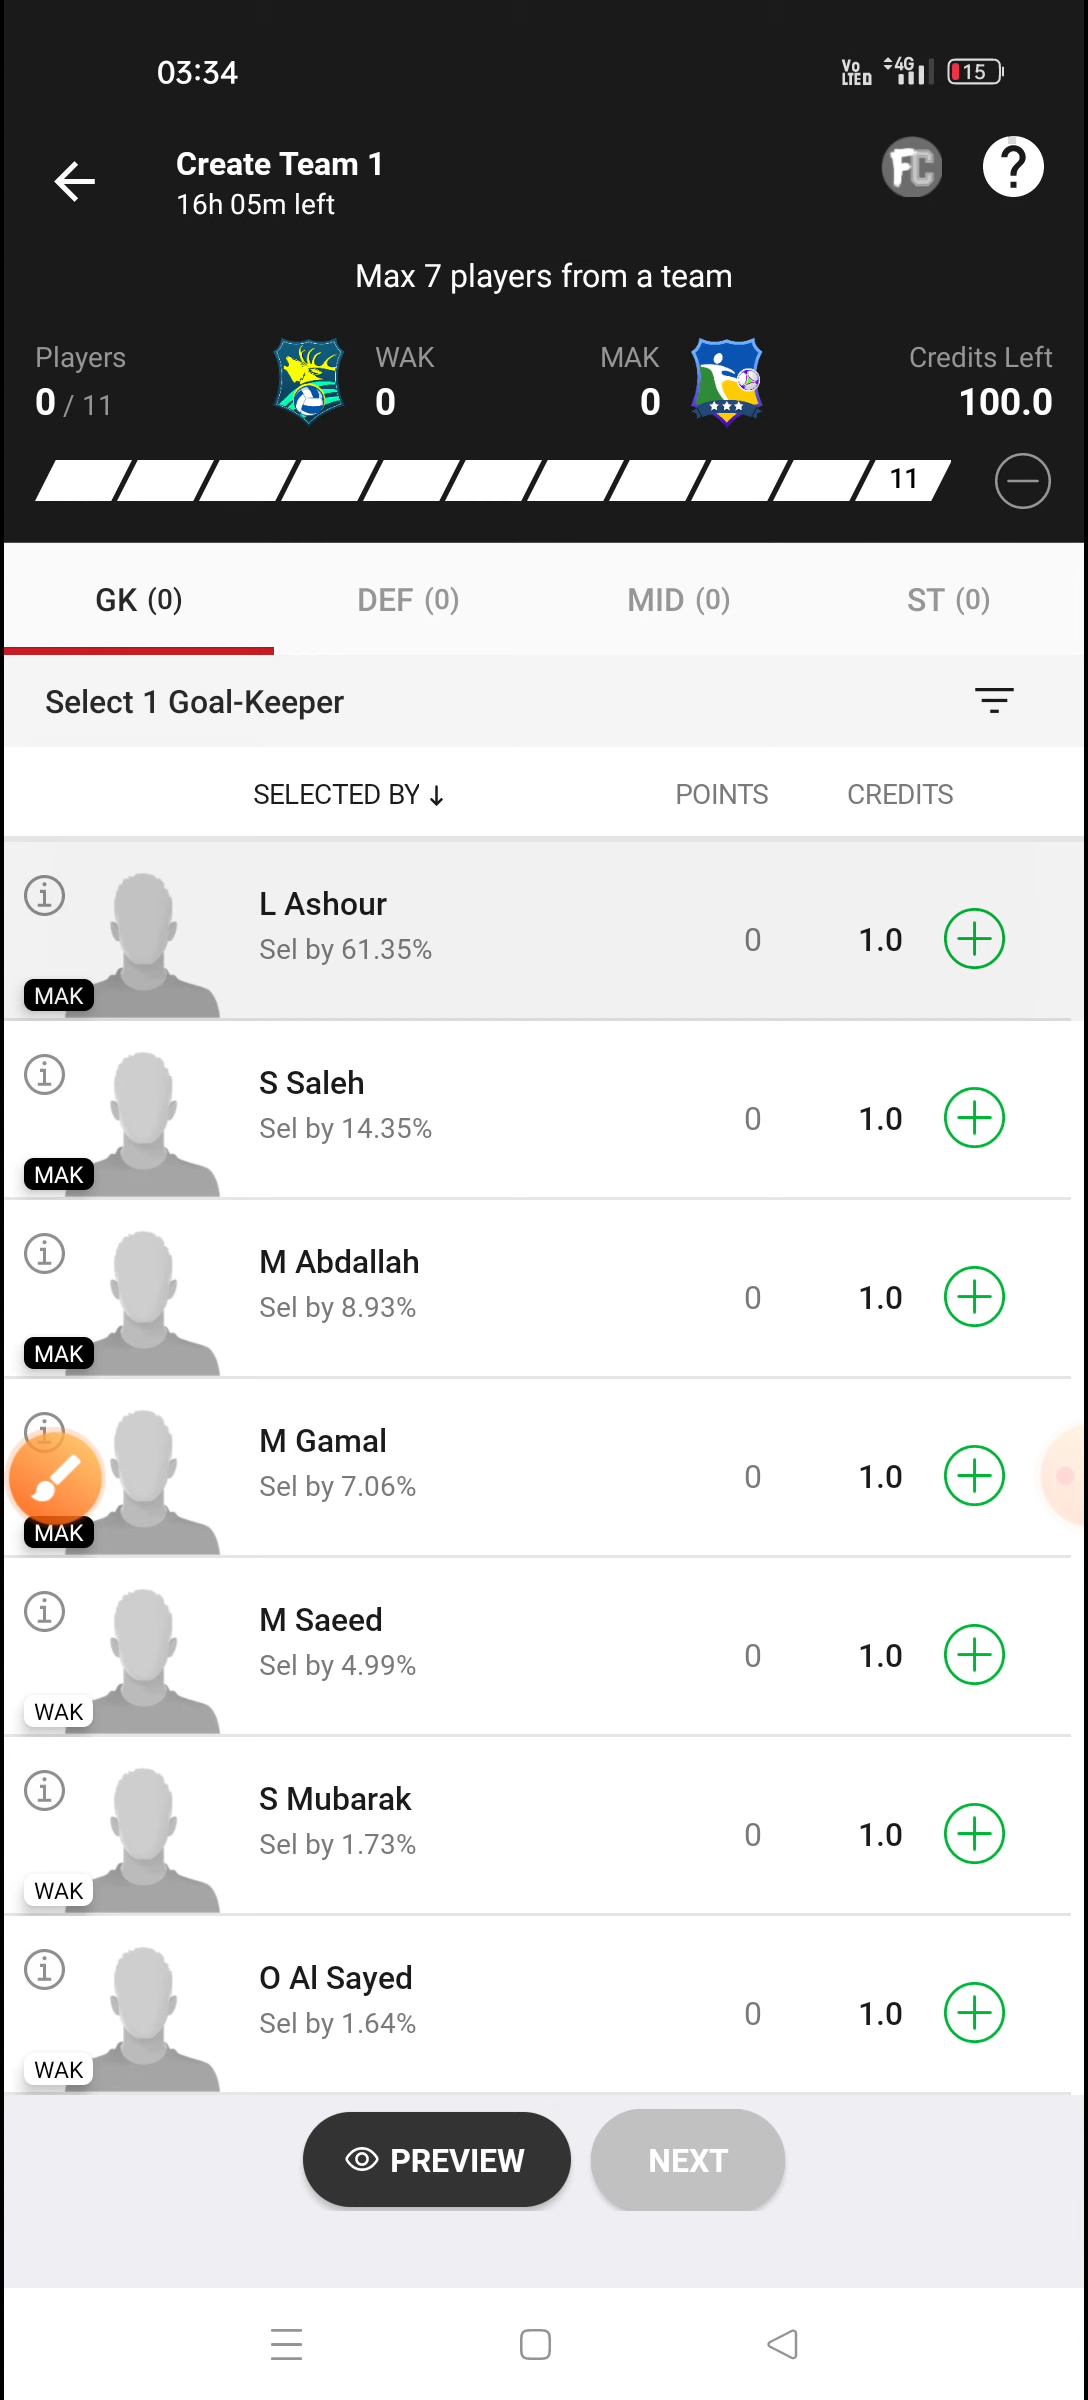 03:34
Vo LTED 4G 15
Create Team 1
16h 05m left
FC ?
Max 7 players from a team
Players WAK MAK Credits Left
0 / 11 0 0 100.0
11
GK (0) DEF (0) MID (0) ST (0)
Select 1 Goal-Keeper
SELECTED BY ↓ POINTS CREDITS
L Ashour
Sel by 61.35% 0 1.0
MAK
S Saleh
Sel by 14.35% 0 1.0
MAK
M Abdallah
Sel by 8.93% 0 1.0
MAK
M Gamal
Sel by 7.06% 0 1.0
MAK
M Saeed
Sel by 4.99% 0 1.0
WAK
S Mubarak
Sel by 1.73% 0 1.0
WAK
O Al Sayed
Sel by 1.64% 0 1.0
WAK
PREVIEW NEXT